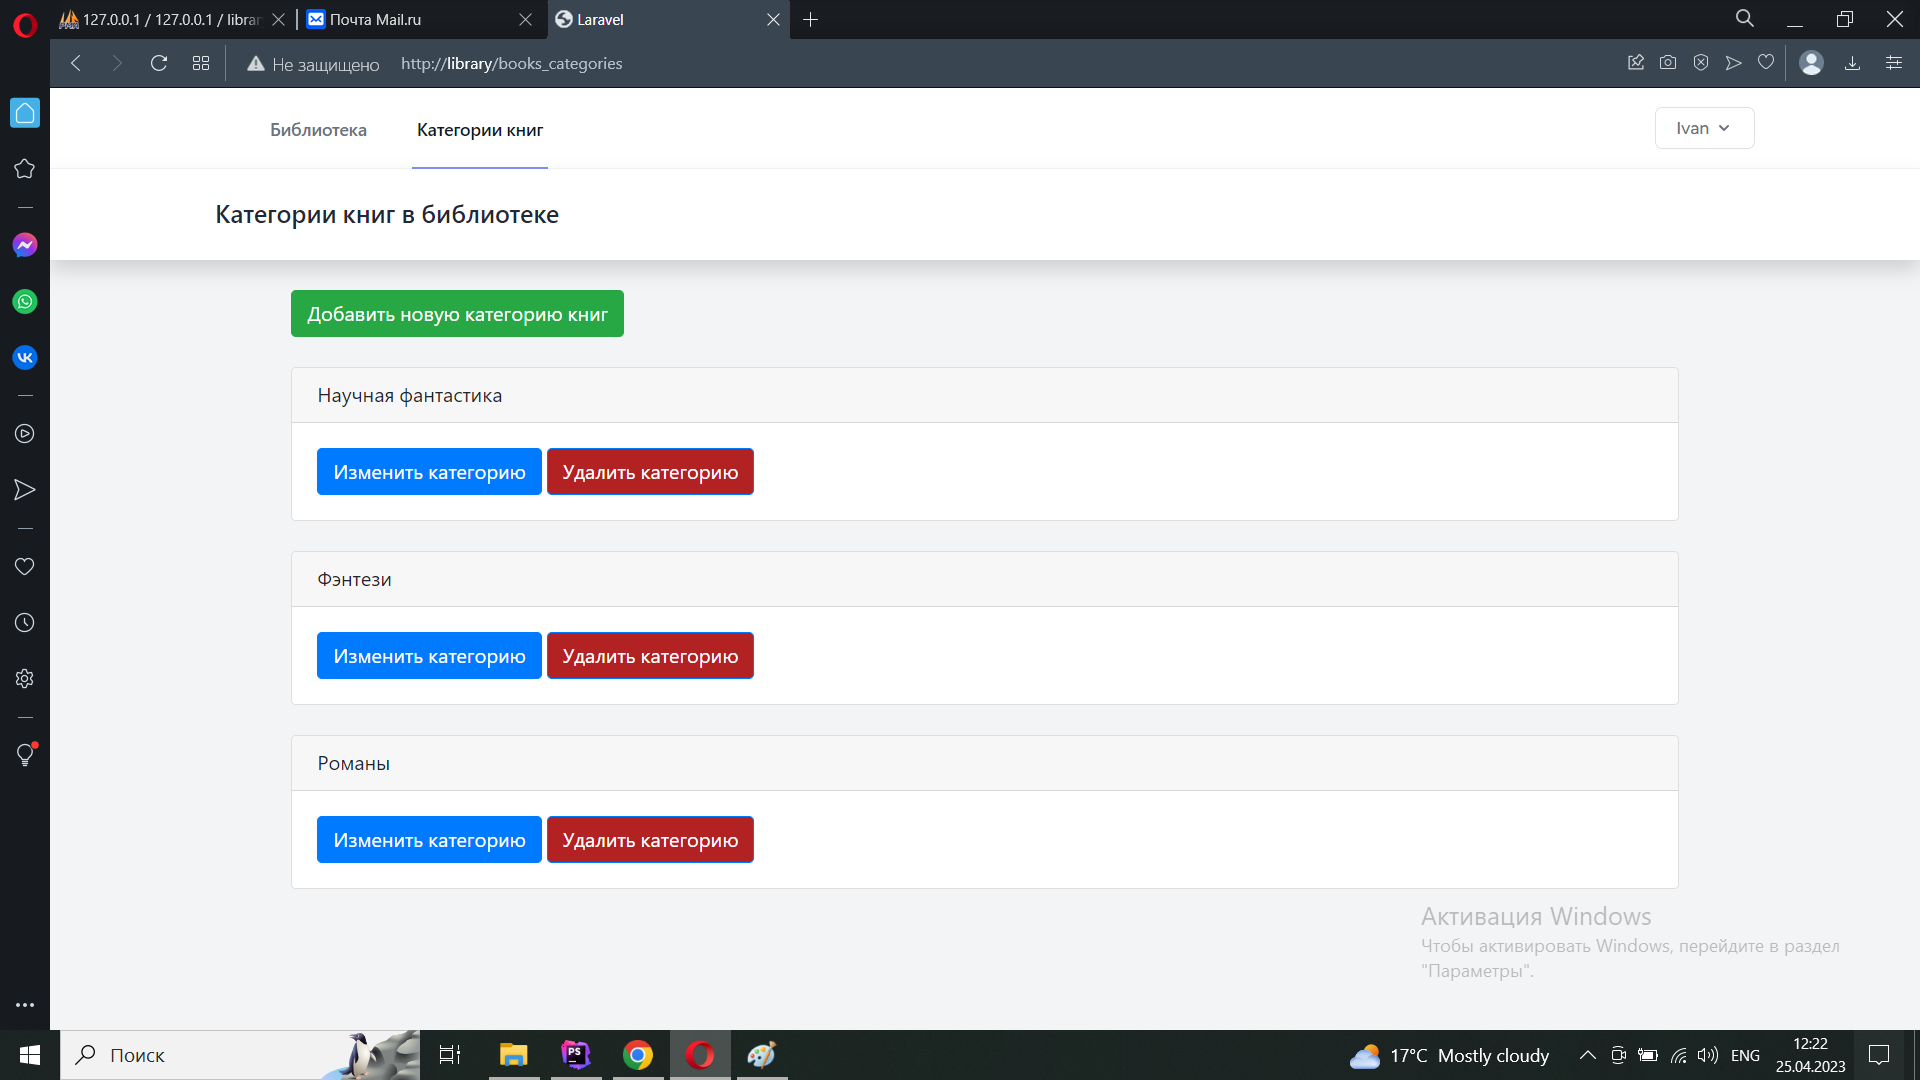 127.0.0.1 / 127.0.0.1 / librar
Почта Mail.ru
Laravel
Не защищено
http://library/books_categories
Библиотека
Категории книг
Ivan
Категории книг в библиотеке
Добавить новую категорию книг
Научная фантастика
Изменить категорию
Удалить категорию
Фэнтези
Изменить категорию
Удалить категорию
Романы
Изменить категорию
Удалить категорию
Активация Windows
Чтобы активировать Windows, перейдите в раздел
"Параметры".
Поиск
17°C Mostly cloudy
ENG
12:22
25.04.2023